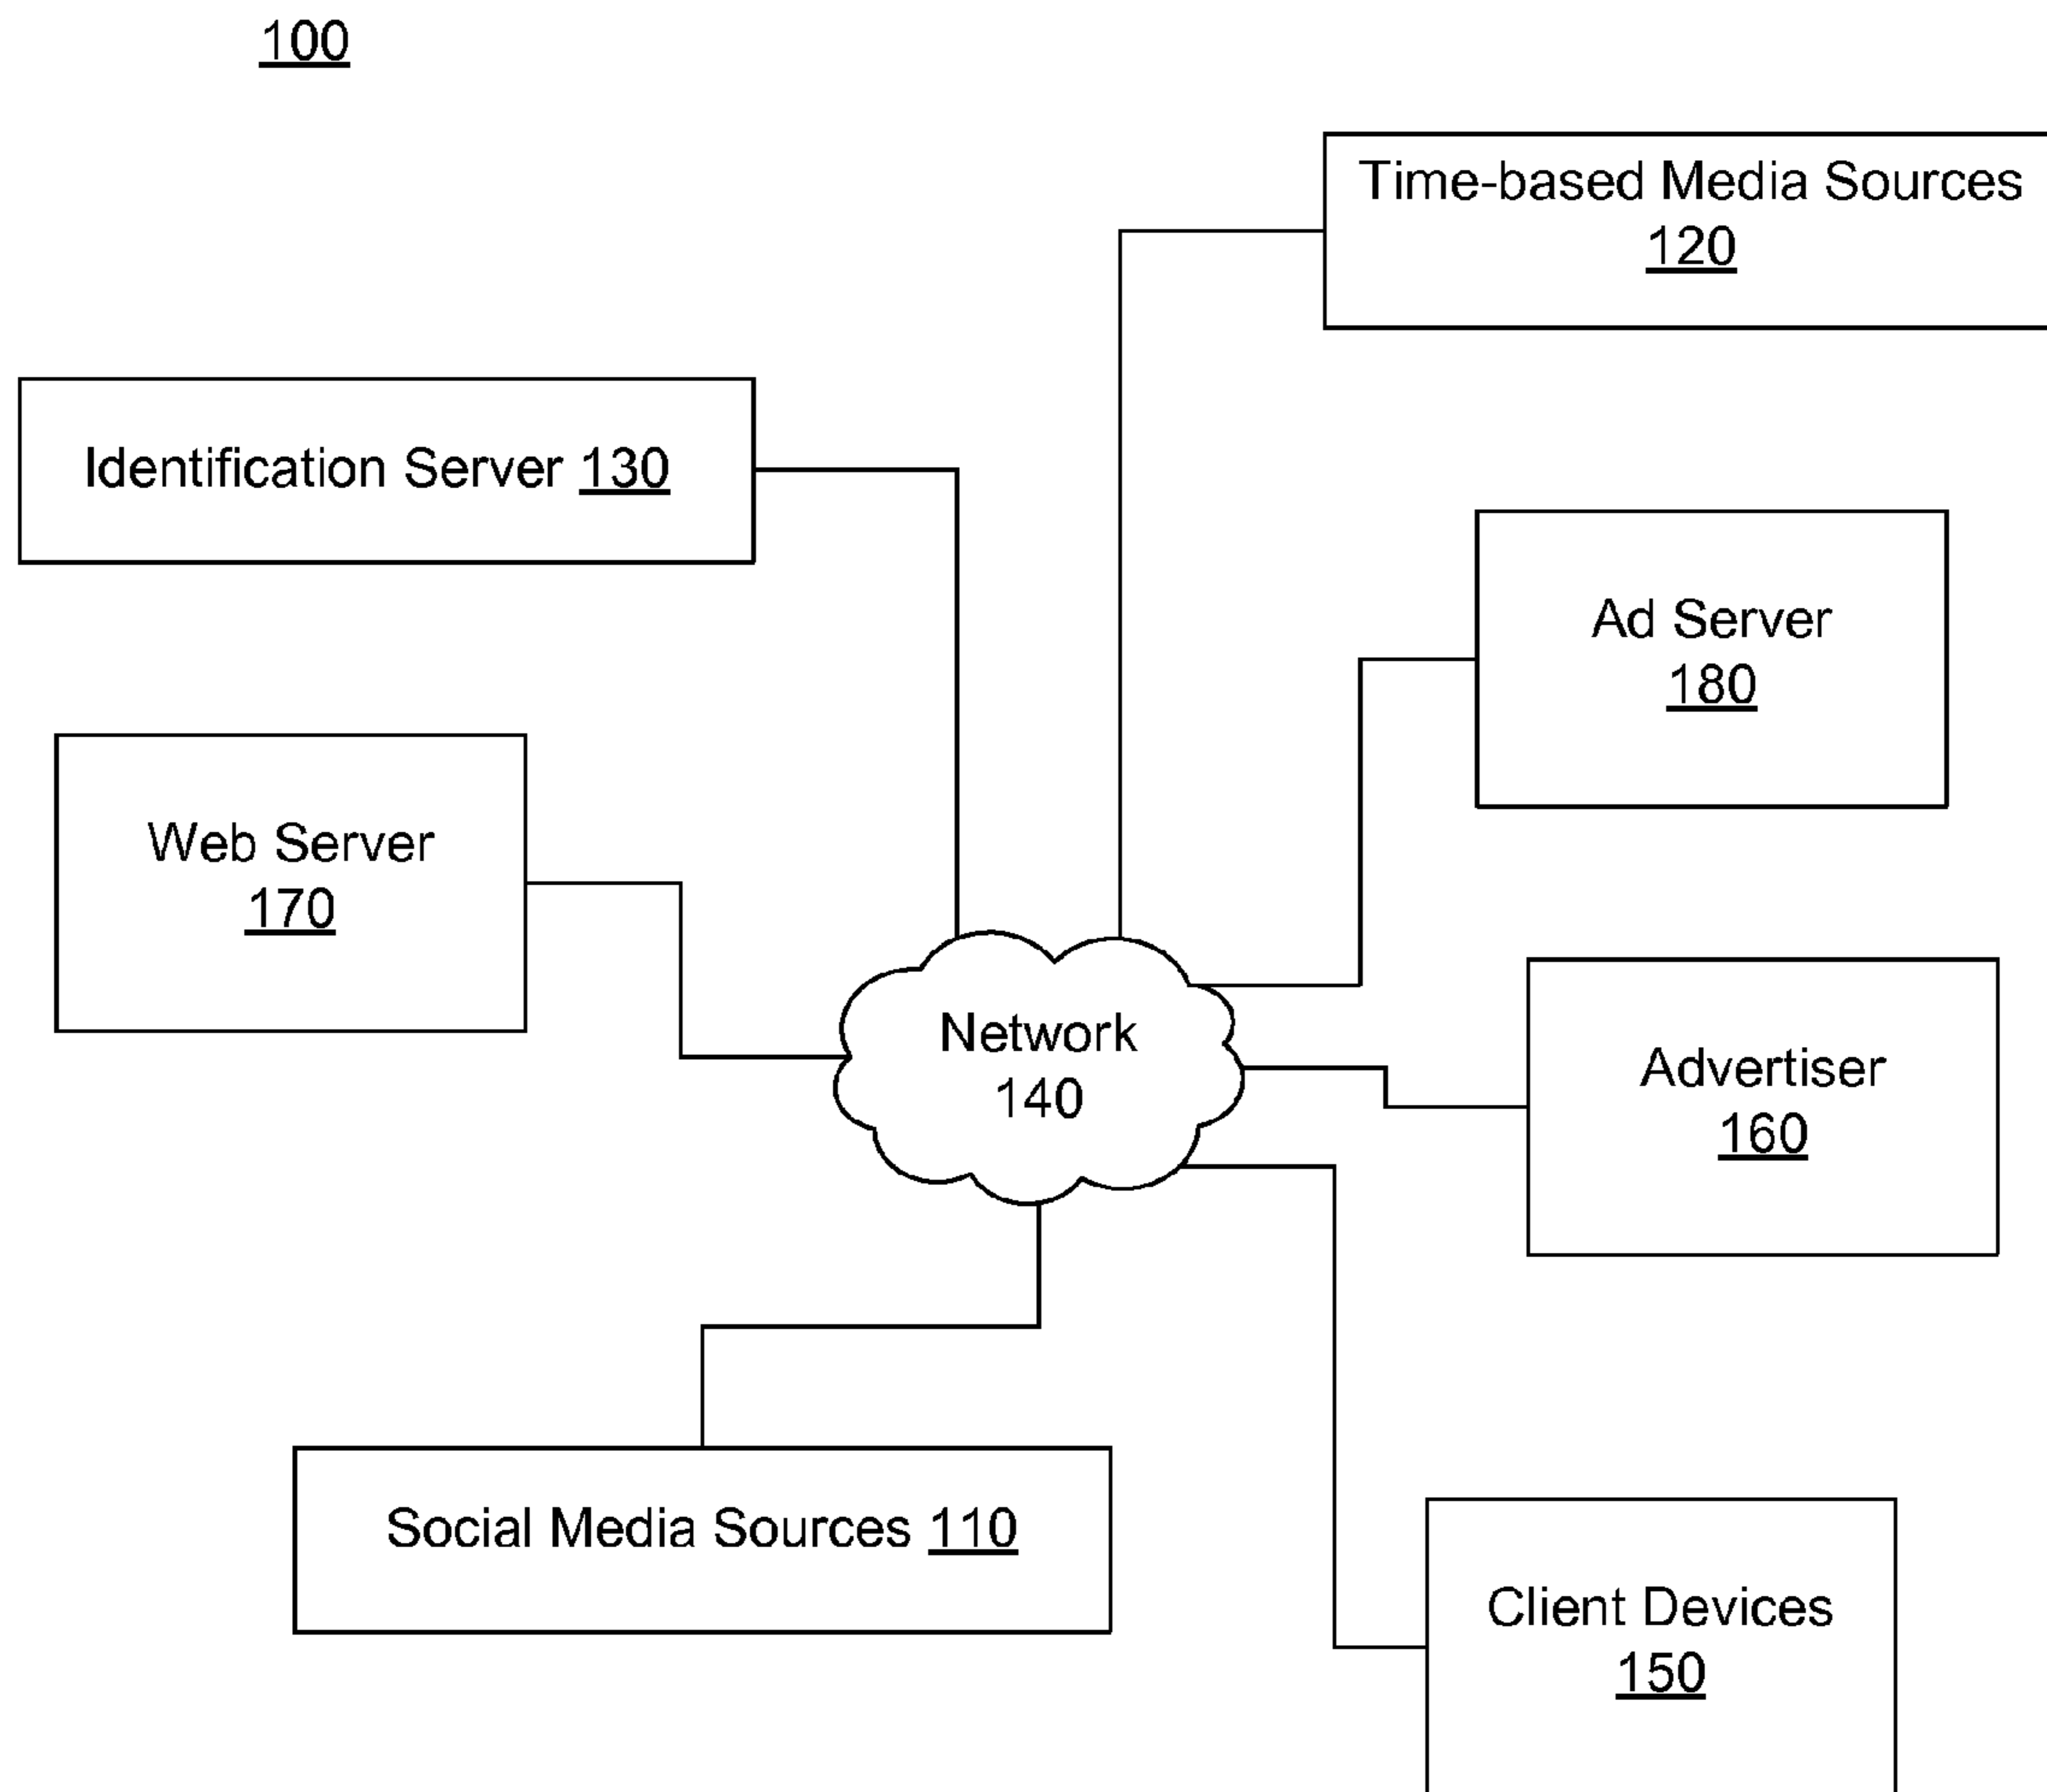 100
Time-based Media Sources
120
Identification Server 130
Ad Server
180
Web Server
170
Network
140
Advertiser
160
Social Media Sources 110
Client Devices
150